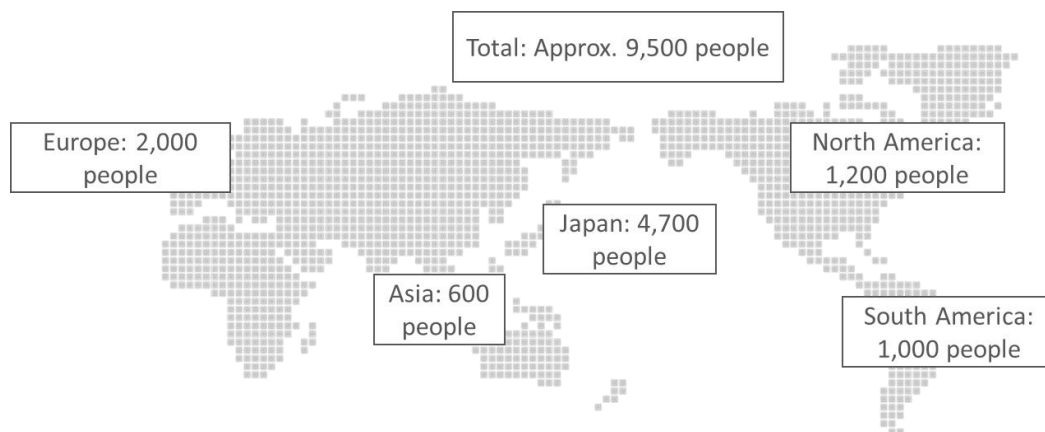 Total: Approx. 9,500 people
Europe: 2,000
people
North America:
1,200 people
Japan: 4,700
people
Asia: 600
people
South America:
1,000 people